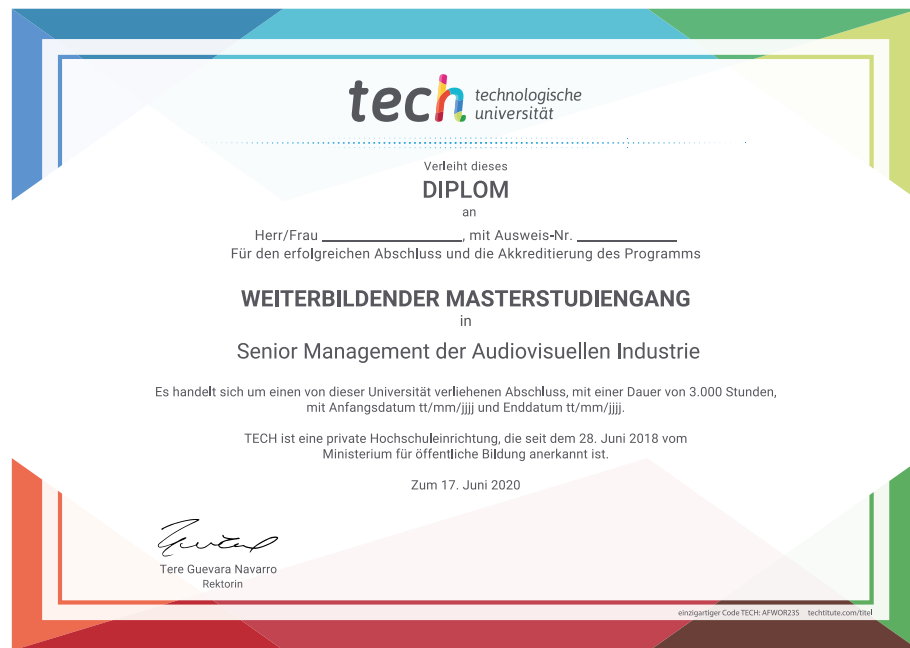 tech technologische
universität
Verleiht dieses
DIPLOM
an
Herr/Frau ____________, mit Ausweis-Nr. ____________
Für den erfolgreichen Abschluss und die Akkreditierung des Programms
WEITERBILDENDER MASTERSTUDIENGANG
in
Senior Management der Audiovisuellen Industrie
Es handelt sich um einen von dieser Universität verliehenen Abschluss, mit einer Dauer von 3.000 Stunden,
mit Anfangsdatum tt/mm/jjjj und Enddatum tt/mm/jjjj.
TECH ist eine private Hochschuleinrichtung, die seit dem 28. Juni 2018 vom
Ministerium für öffentliche Bildung anerkannt ist.
Zum 17. Juni 2020
Tere Guevara Navarro
Rektorin
einzigartiger Code TECH: AFWOR23S techtitute.com/titel